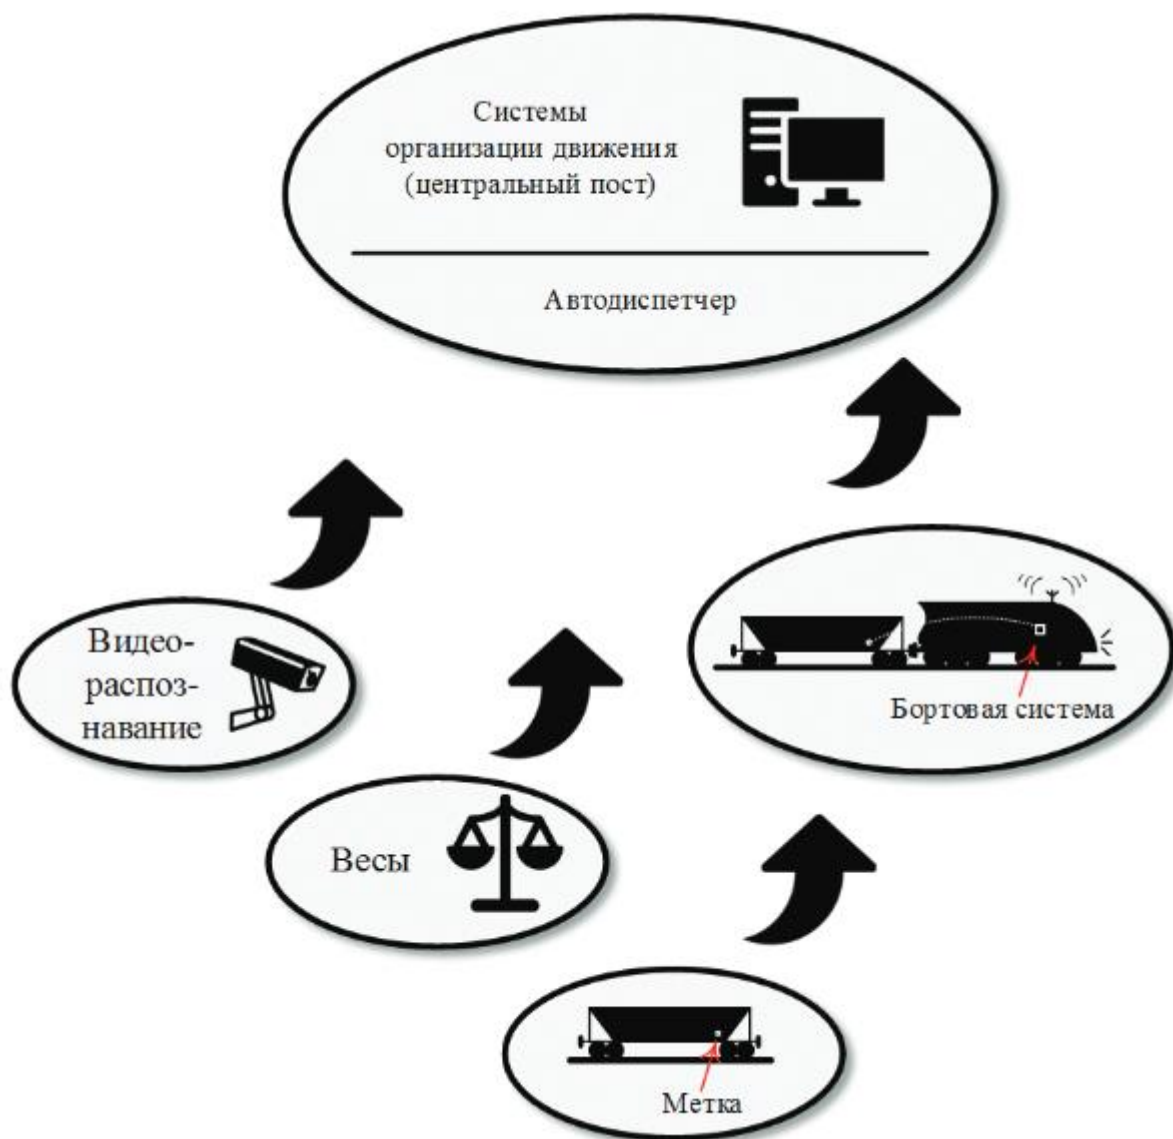 Системы
организации движения
(центральный пост)
Автодиспетчер
Видео-
распоз-
навание
Бортовая система
Весы
Метка